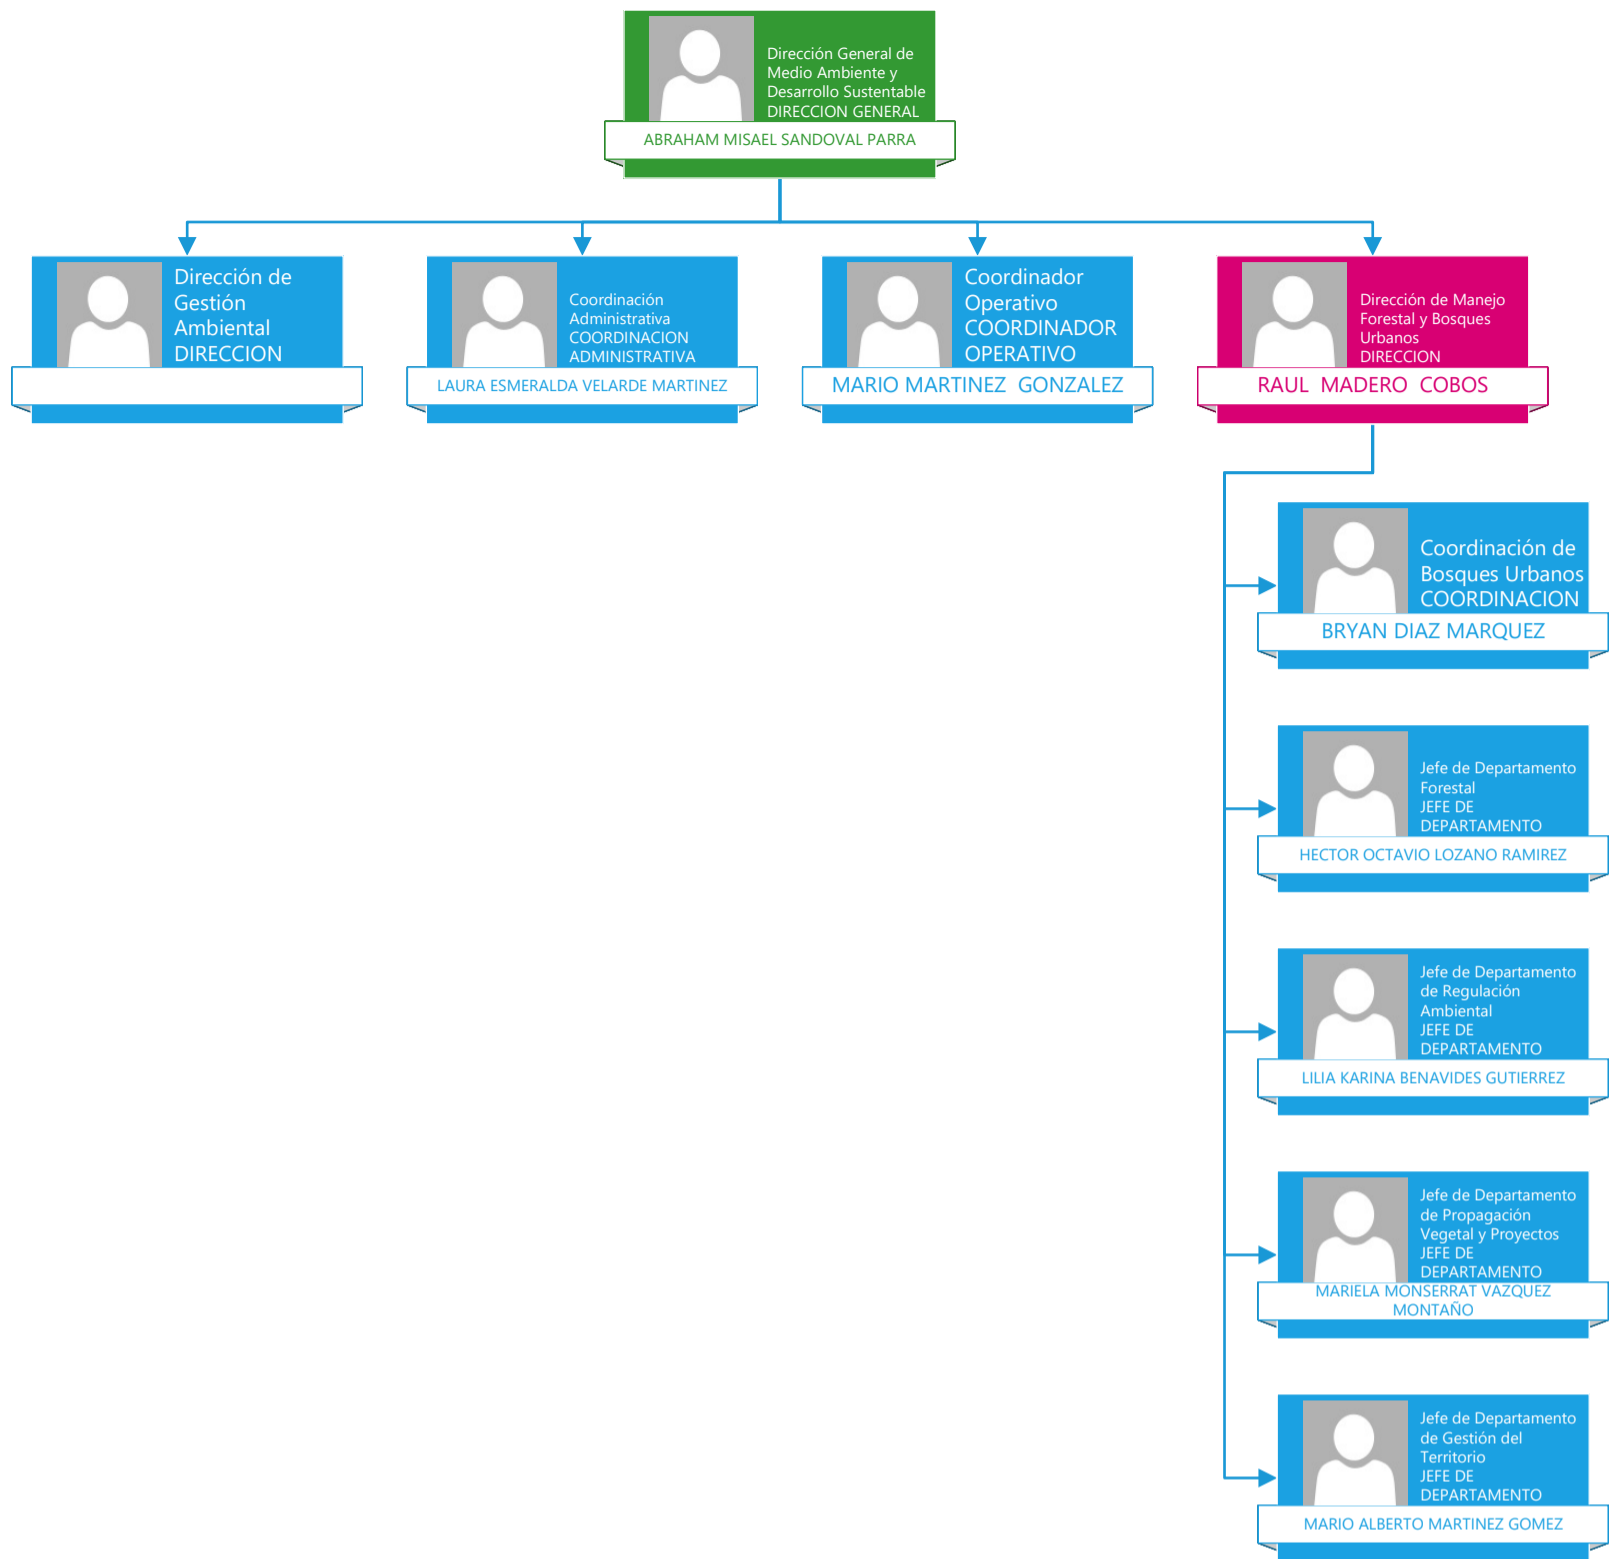 Dirección General de
Medio Ambiente y
Desarrollo Sustentable
DIRECCION GENERAL
ABRAHAM MISAEL SANDOVAL PARRA
Dirección de
Gestión
Ambiental
DIRECCION
Coordinación
Administrativa
COORDINACION
ADMINISTRATIVA
LAURA ESMERALDA VELARDE MARTINEZ
Coordinador
Operativo
COORDINADOR
OPERATIVO
MARIO MARTINEZ  GONZALEZ
Dirección de Manejo
Forestal y Bosques
Urbanos
DIRECCION
RAUL  MADERO  COBOS
Coordinación de
Bosques Urbanos
COORDINACION
BRYAN DIAZ MARQUEZ
Jefe de Departamento
Forestal
JEFE DE
DEPARTAMENTO
HECTOR OCTAVIO LOZANO RAMIREZ
Jefe de Departamento
de Regulación
Ambiental
JEFE DE
DEPARTAMENTO
LILIA KARINA BENAVIDES GUTIERREZ
Jefe de Departamento
de Propagación
Vegetal y Proyectos
JEFE DE
DEPARTAMENTO
MARIELA MONSERRAT VAZQUEZ
MONTAÑO
Jefe de Departamento
de Gestión del
Territorio
JEFE DE
DEPARTAMENTO
MARIO ALBERTO MARTINEZ GOMEZ